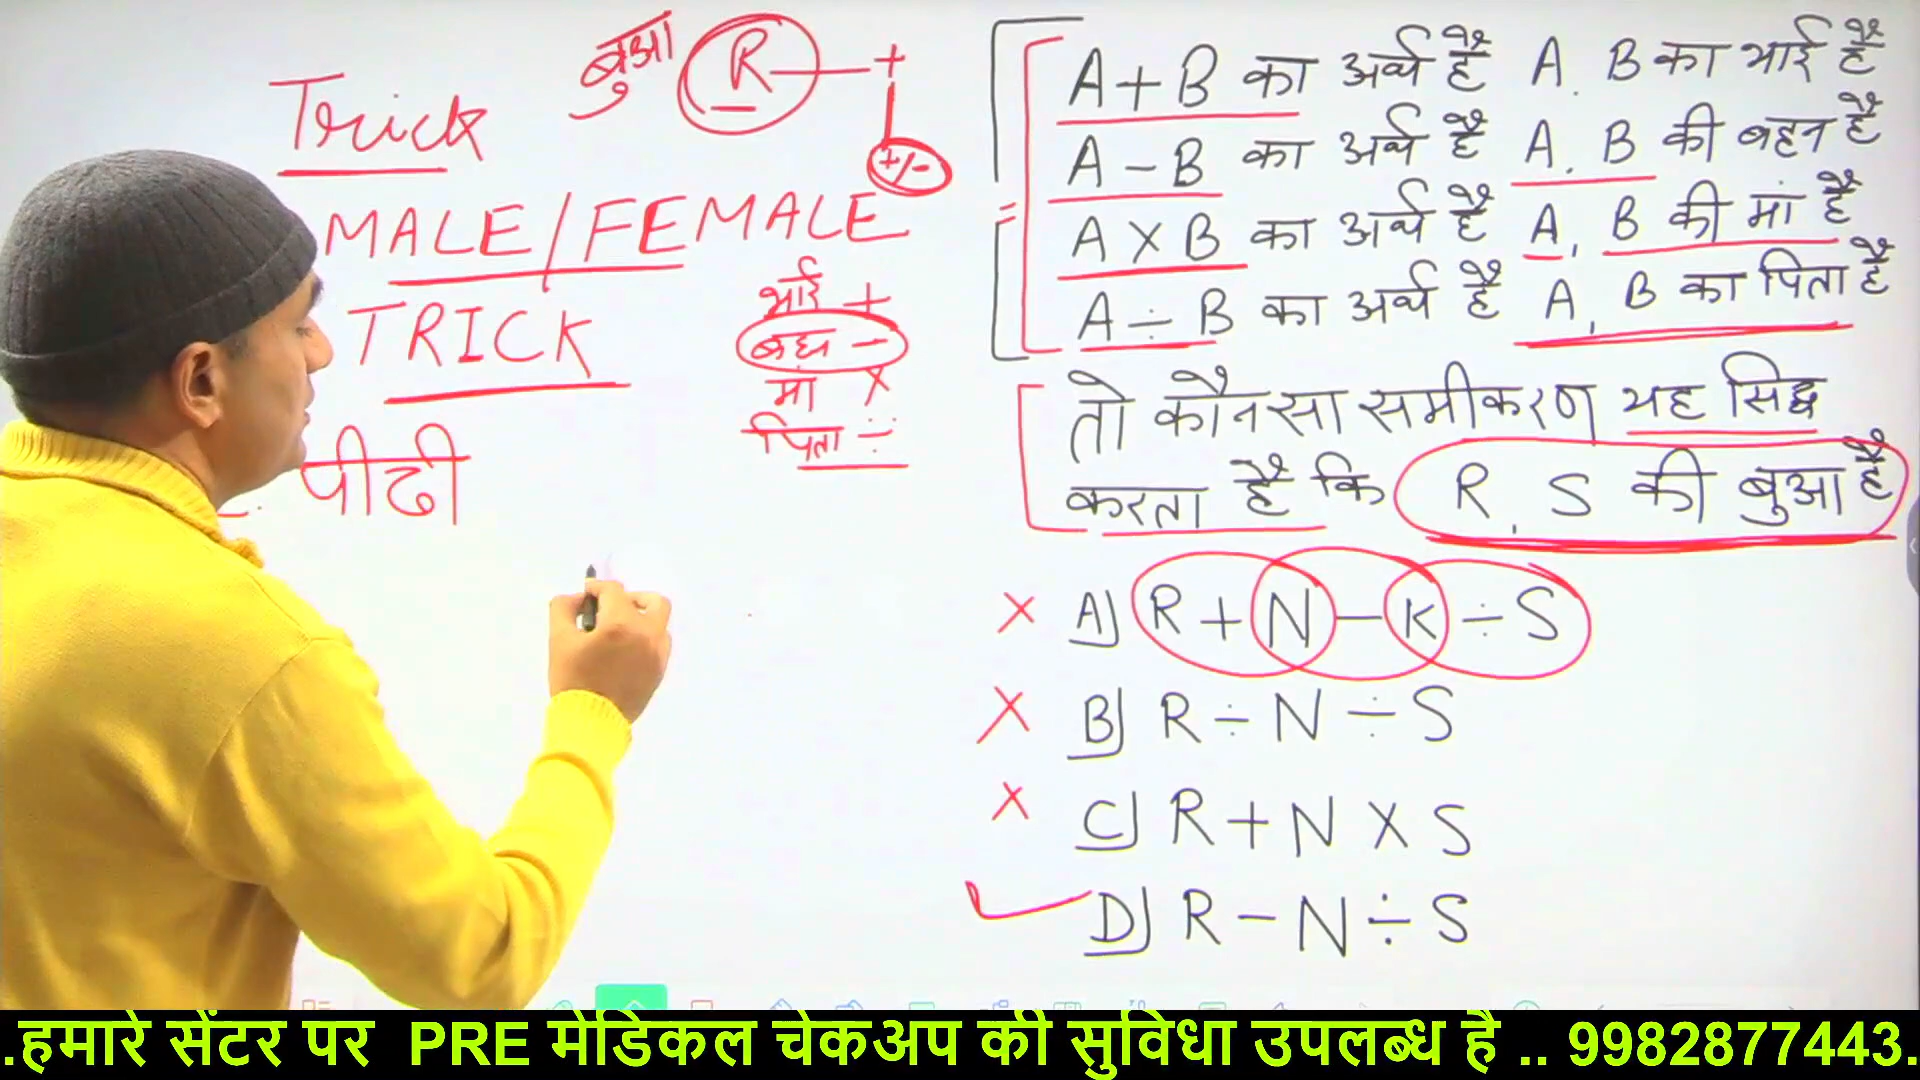 Trick
MALE/FEMALE
TRICK
पीढी
बुआ R +
+/-
भाई +
बहन -
मां ×
पिता ÷
A + B का अर्थ है A, B का भाई है
A - B का अर्थ है A, B की बहन है
A × B का अर्थ है A, B की मां है
A ÷ B का अर्थ है A, B का पिता है
तो कौनसा समीकरण यह सिद्ध
करता है कि R, S की बुआ है
× A) R + N - K ÷ S
× B) R ÷ N ÷ S
× C) R + N × S
✓ D) R - N ÷ S
.हमारे सेंटर पर PRE मेडिकल चेकअप की सुविधा उपलब्ध है .. 9982877443.